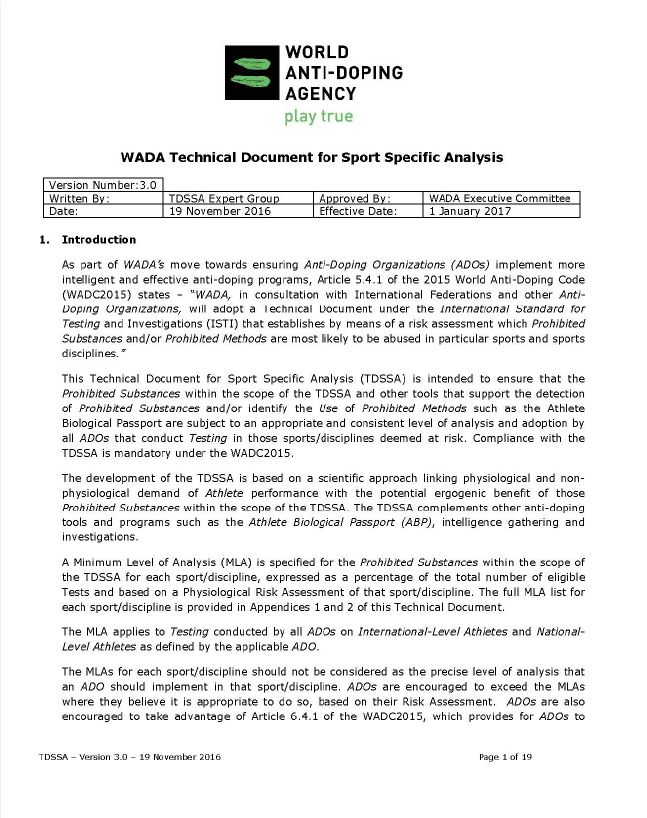 WORLD
ANTI-DOPING
AGENCY
play true
WADA Technical Document for Sport Specific Analysis
Version Number:3.0
Written By: TDSSA Expert Group Approved By: WADA Executive Committee
Date: 19 November 2016 Effective Date: 1 January 2017
1. Introduction
As part of WADA's move towards ensuring Anti-Doping Organizations (ADOs) implement more
intelligent and effective anti-doping programs, Article 5.4.1 of the 2015 World Anti-Doping Code
(WADC2015) states – "WADA, in consultation with International Federations and other Anti-
Doping Organizations, will adopt a Technical Document under the International Standard for
Testing and Investigations (ISTI) that establishes by means of a risk assessment which Prohibited
Substances and/or Prohibited Methods are most likely to be abused in particular sports and sports
disciplines."
This Technical Document for Sport Specific Analysis (TDSSA) is intended to ensure that the
Prohibited Substances within the scope of the TDSSA and other tools that support the detection
of Prohibited Substances and/or identify the Use of Prohibited Methods such as the Athlete
Biological Passport are subject to an appropriate and consistent level of analysis and adoption by
all ADOs that conduct Testing in those sports/disciplines deemed at risk. Compliance with the
TDSSA is mandatory under the WADC2015.
The development of the TDSSA is based on a scientific approach linking physiological and non-
physiological demand of Athlete performance with the potential ergogenic benefit of those
Prohibited Substances within the scope of the TDSSA. The TDSSA complements other anti-doping
tools and programs such as the Athlete Biological Passport (ABP), intelligence gathering and
investigations.
A Minimum Level of Analysis (MLA) is specified for the Prohibited Substances within the scope of
the TDSSA for each sport/discipline, expressed as a percentage of the total number of eligible
Tests and based on a Physiological Risk Assessment of that sport/discipline. The full MLA list for
each sport/discipline is provided in Appendices 1 and 2 of this Technical Document.
The MLA applies to Testing conducted by all ADOs on International-Level Athletes and National-
Level Athletes as defined by the applicable ADO.
The MLAs for each sport/discipline should not be considered as the precise level of analysis that
an ADO should implement in that sport/discipline. ADOs are encouraged to exceed the MLAs
where they believe it is appropriate to do so, based on their Risk Assessment. ADOs are also
encouraged to take advantage of Article 6.4.1 of the WADC2015, which provides for ADOs to
TDSSA – Version 3.0 – 19 November 2016 Page 1 of 19